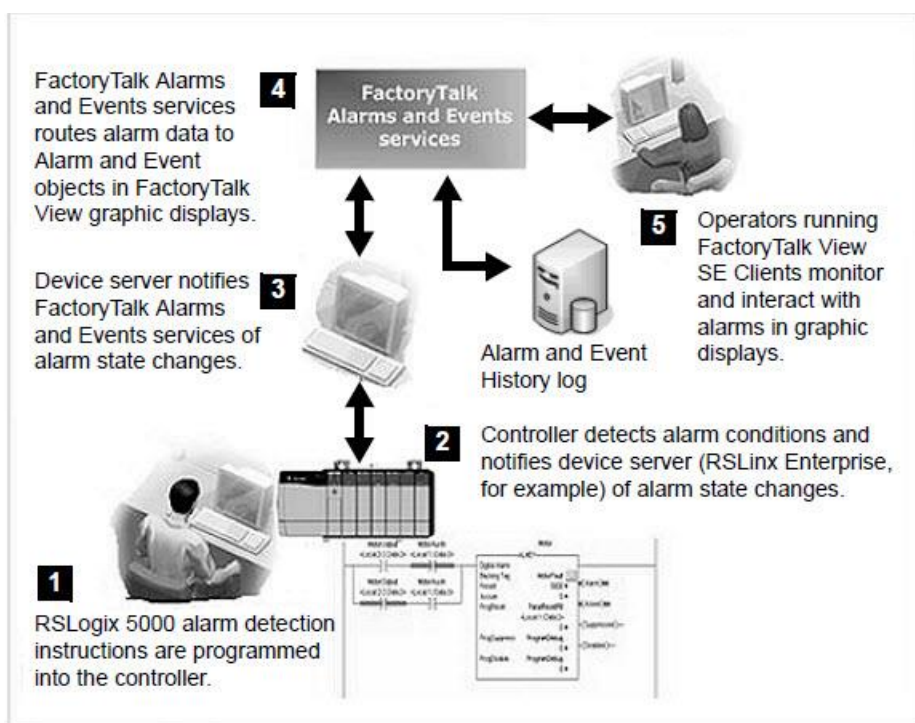 FactoryTalk Alarms
and Events services
routes alarm data to
Alarm and Event
objects in FactoryTalk
View graphic displays.
4
FactoryTalk
Alarms and Events
services
5
Operators running
FactoryTalk View
SE Clients monitor
and interact with
alarms in graphic
displays.
Device server notifies
FactoryTalk Alarms
and Events services of
alarm state changes.
3
Alarm and Event
History log
2
Controller detects alarm conditions and
notifies device server (RSLinx Enterprise,
for example) of alarm state changes.
1
RSLogix 5000 alarm detection
instructions are programmed
into the controller.